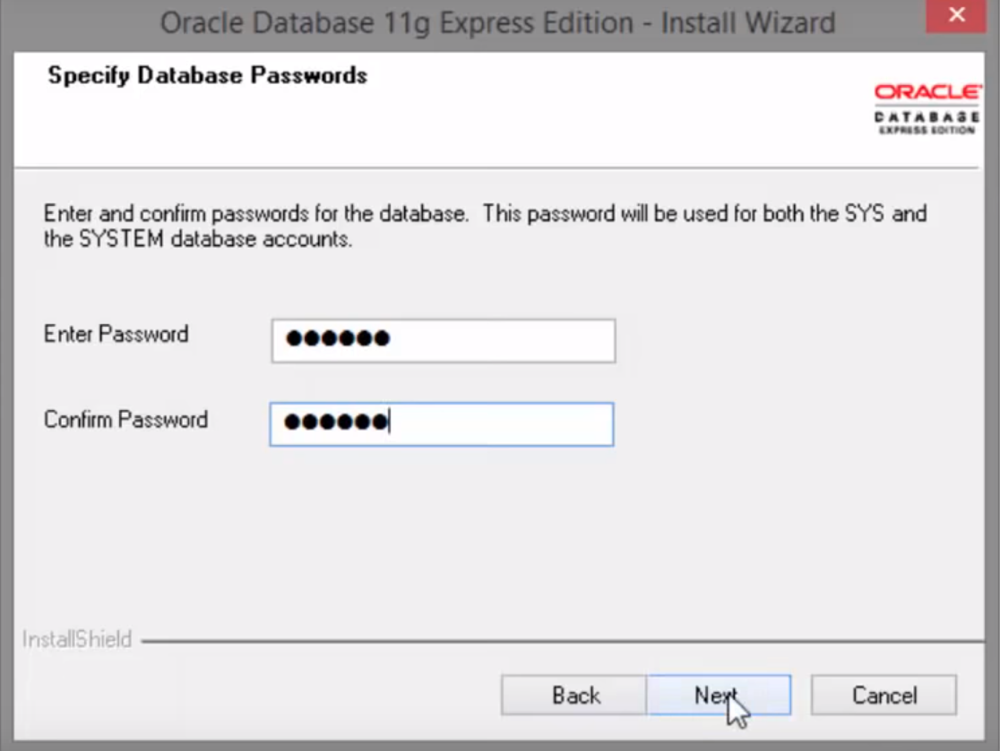 Oracle Database 11g Express Edition - Install Wizard
Specify Database Passwords
ORACLE
DATABASE
EXPRESS EDITION
Enter and confirm passwords for the database. This password will be used for both the SYS and
the SYSTEM database accounts.
Enter Password
Confirm Password
InstallShield
Back Next Cancel